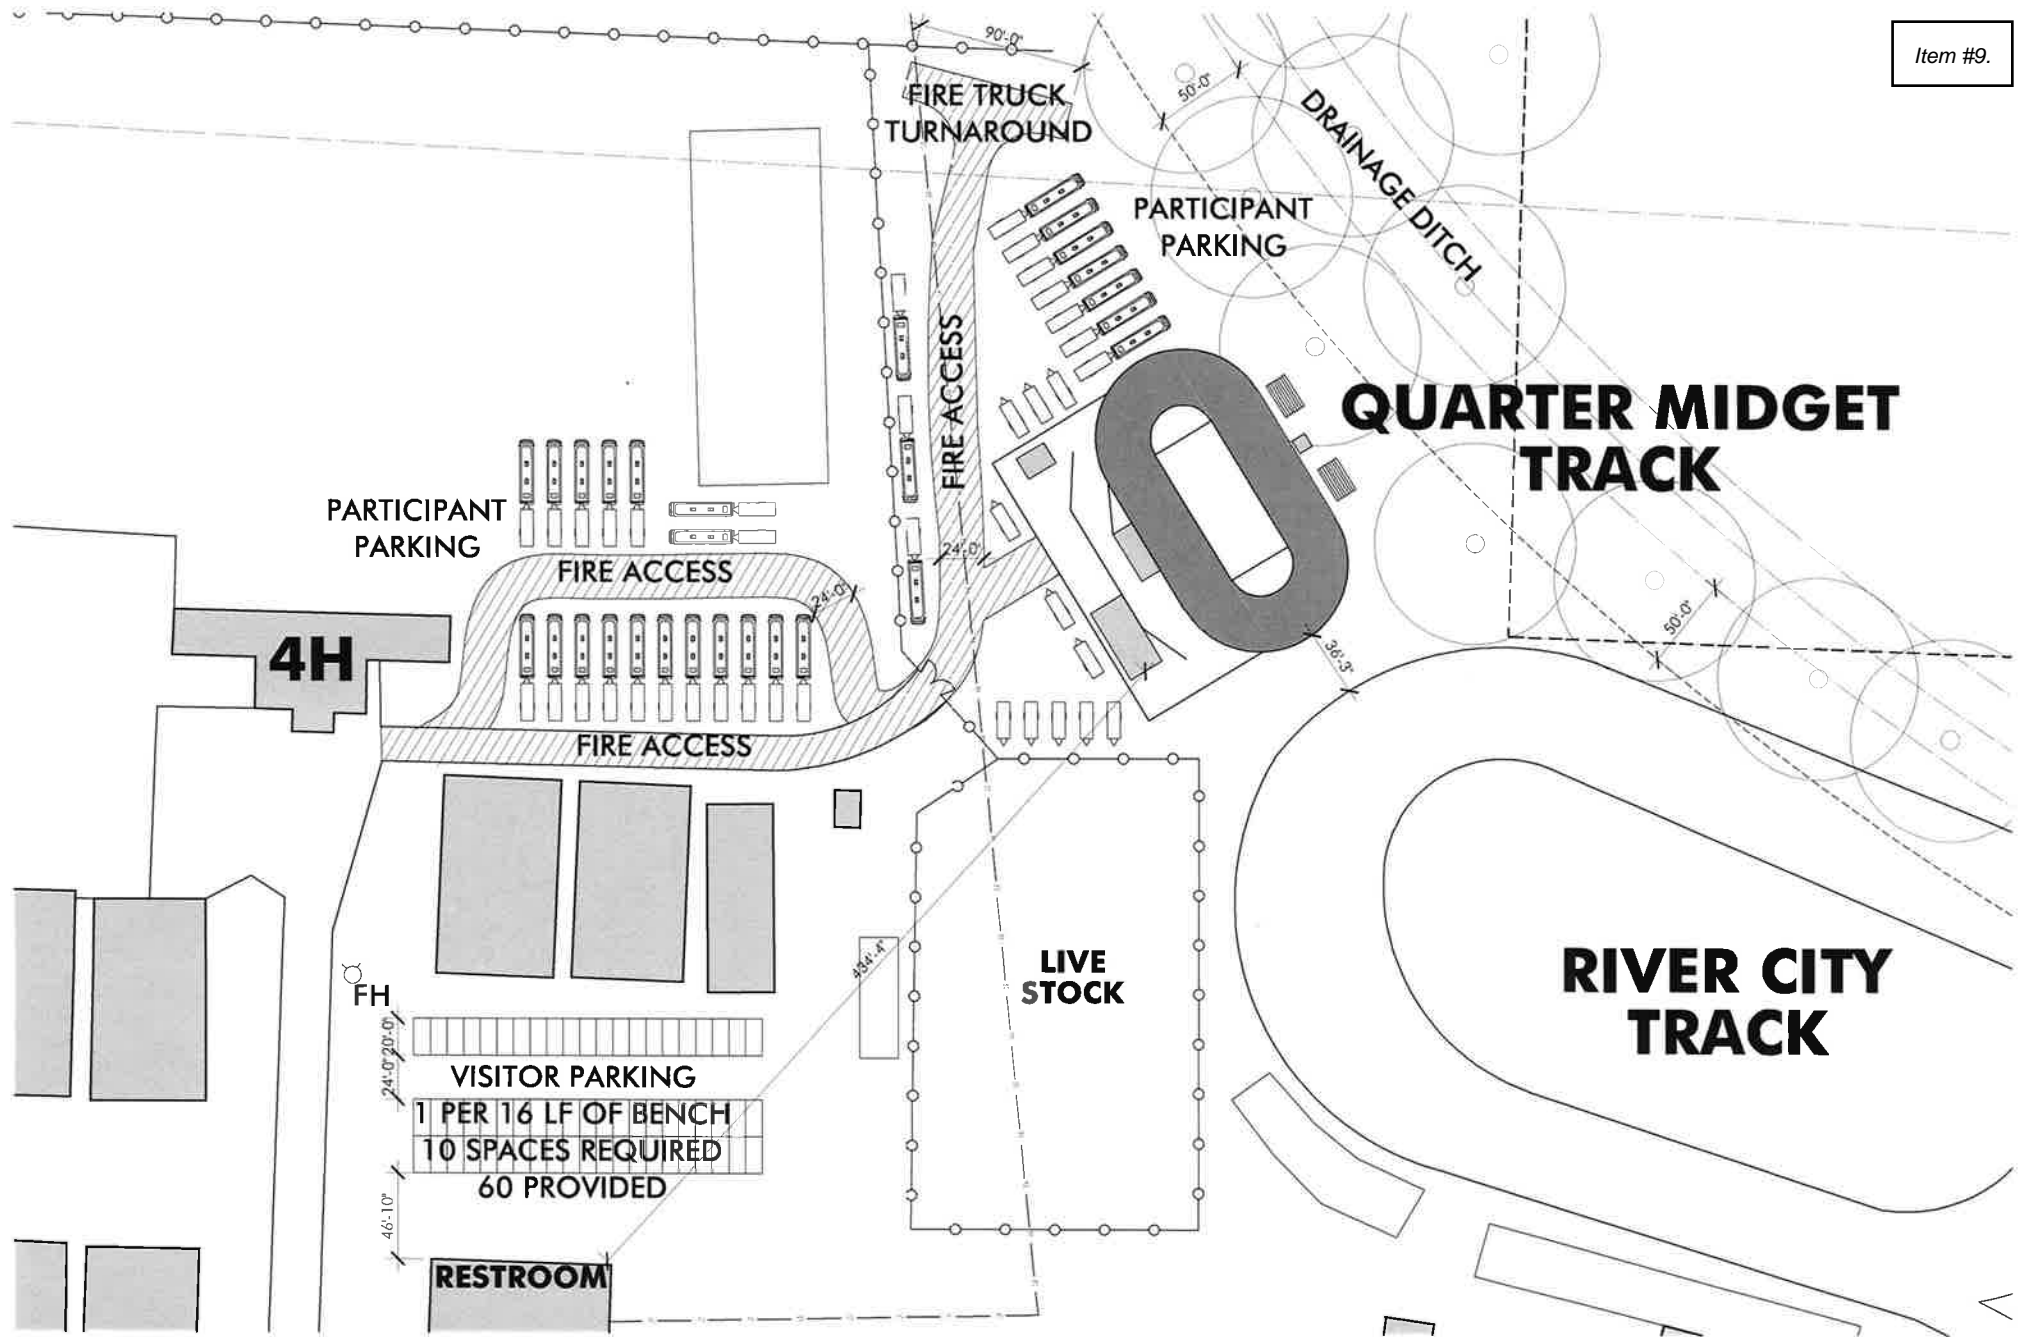 Item #9.
90'-0"
50'-0"
FIRE TRUCK
TURNAROUND
DRAINAGE DITCH
PARTICIPANT
PARKING
FIRE ACCESS
QUARTER MIDGET
TRACK
PARTICIPANT
PARKING
24'-0"
FIRE ACCESS
24'-0"
50'-0"
36'-3"
4H
FIRE ACCESS
434'-4"
LIVE
STOCK
RIVER CITY
TRACK
FH
20'-0"
24'-0"
VISITOR PARKING
1 PER 16 LF OF BENCH
10 SPACES REQUIRED
60 PROVIDED
46'-10"
RESTROOM